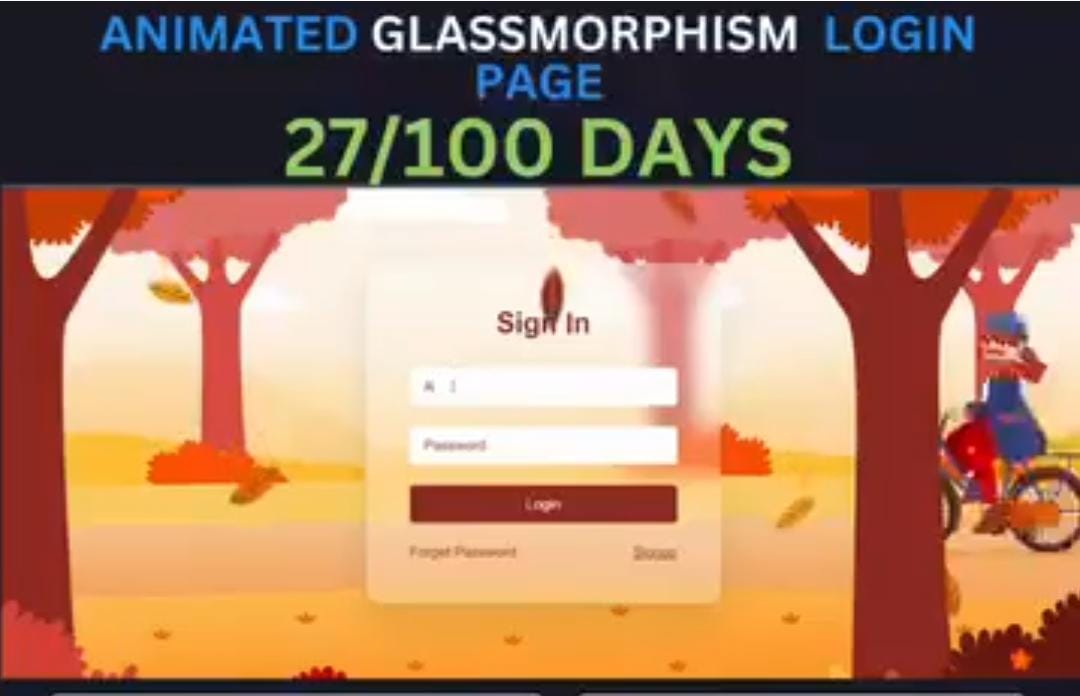 ANIMATED GLASSMORPHISM LOGIN
PAGE
27/100 DAYS
Sign In
A
Password
Login
Forget Password